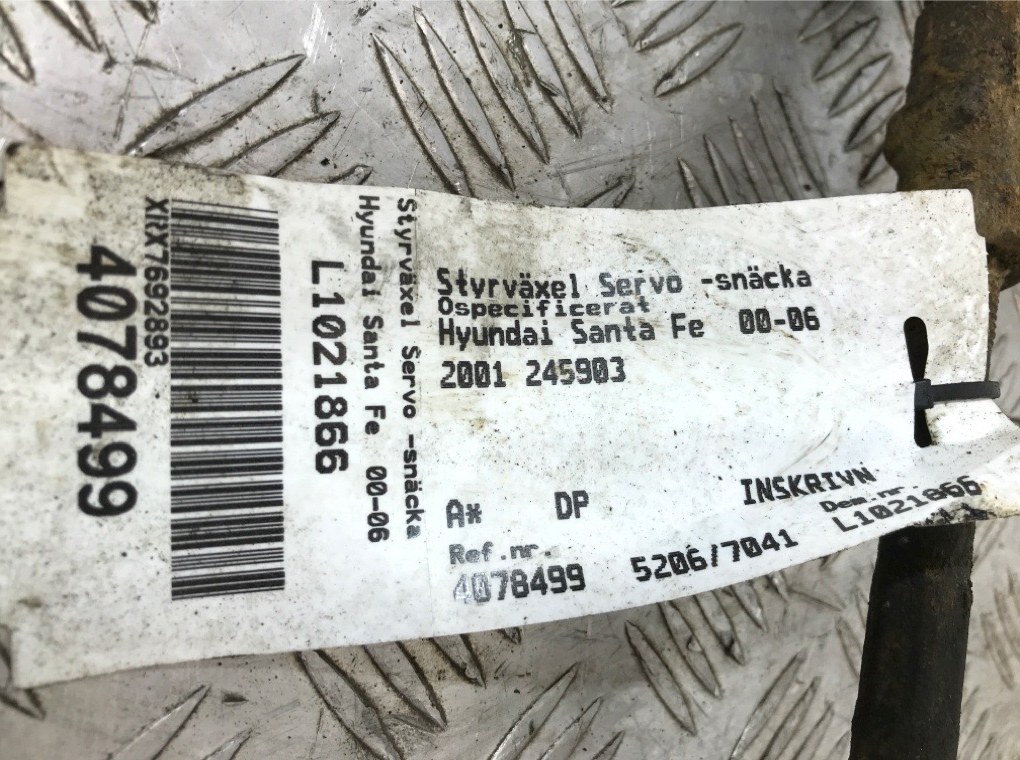 XRX7692893
4078499
L1021866
Hyundai Santa Fe 00-06
Styrväxel Servo -snäcka
Styrväxel Servo -snäcka
Ospecificerat
Hyundai Santa Fe 00-06
2001 245903
A* DP INSKRIVN
Ref.nr. Dem.nr.
4078499 5206/7041 L1021866